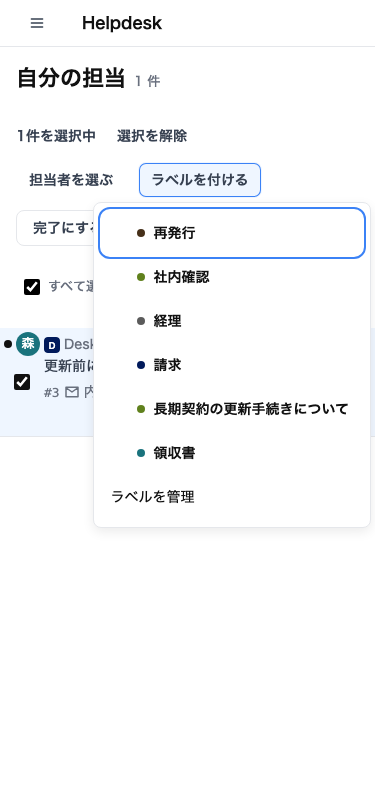 Helpdesk
自分の担当 1 件
1件を選択中 選択を解除
担当者を選ぶ ラベルを付ける
完了にす
再発行
社内確認
すべて
経理
森 D Desk
請求
更新前に
#3
長期契約の更新手続きについて
領収書
ラベルを管理